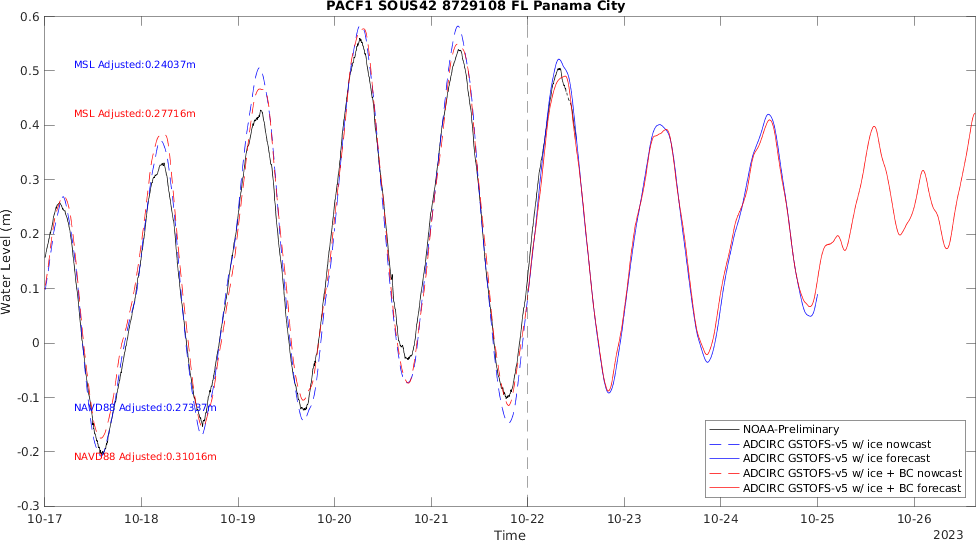 PACF1 SOUS42 8729108 FL Panama City
0.6
0.5
0.4
0.3
0.2
0.1
0
-0.1
-0.2
-0.3
Water Level (m)
MSL Adjusted:0.24037m
MSL Adjusted:0.27716m
NAVD88 Adjusted:0.27337m
NAVD88 Adjusted:0.31016m
NOAA-Preliminary
ADCIRC GSTOFS-v5 w/ ice nowcast
ADCIRC GSTOFS-v5 w/ ice forecast
ADCIRC GSTOFS-v5 w/ ice + BC nowcast
ADCIRC GSTOFS-v5 w/ ice + BC forecast
10-17 10-18 10-19 10-20 10-21 10-22 10-23 10-24 10-25 10-26
Time
2023